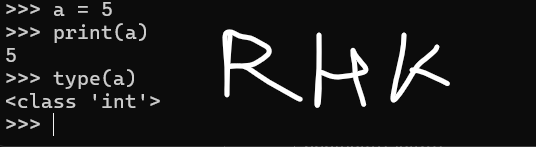 >>> a = 5
>>> print(a)
5
>>> type(a)
<class 'int'>
>>>
RHK